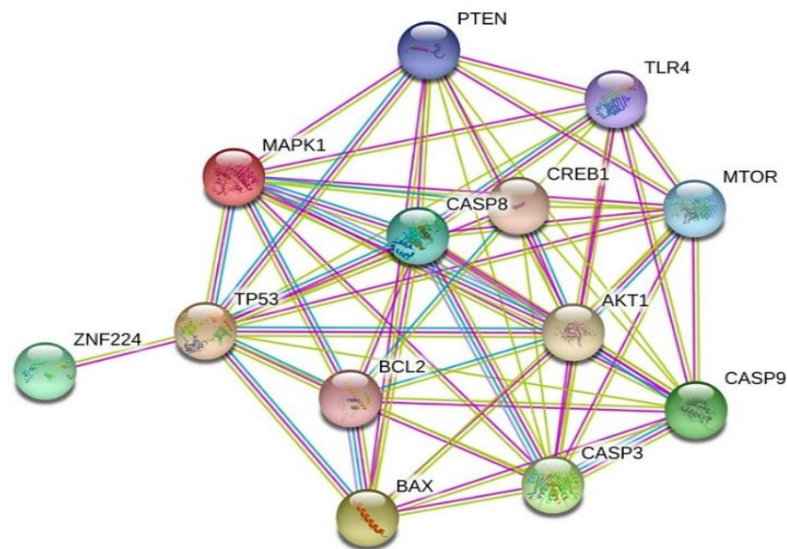 PTEN
TLR4
MAPK1
CREB1
MTOR
CASP8
TP53
AKT1
ZNF224
BCL2
CASP9
CASP3
BAX